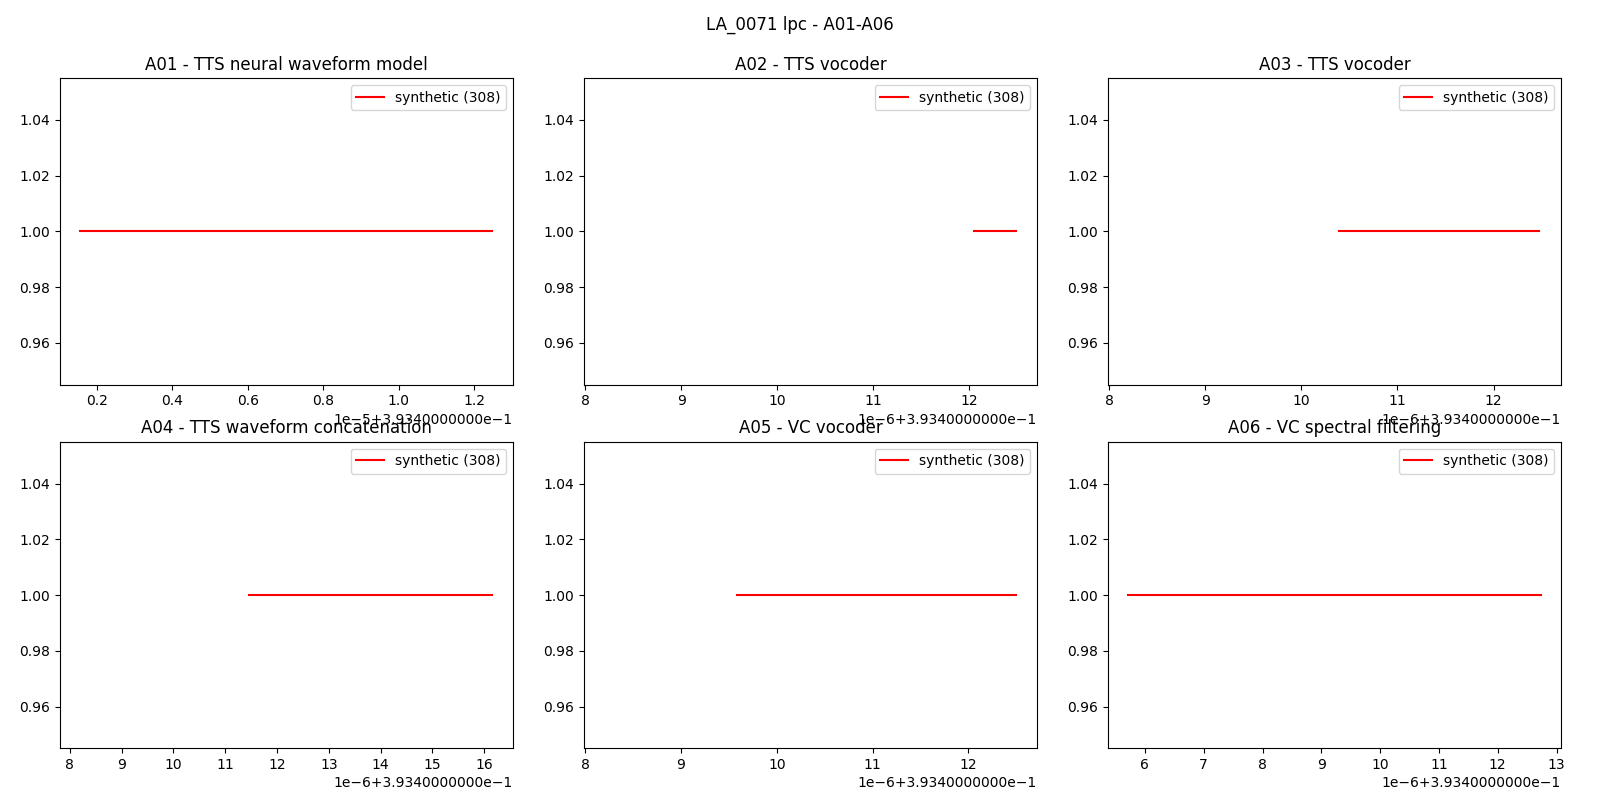 LA_0071 lpc - A01-A06
A01 - TTS neural waveform model
A02 - TTS vocoder
A03 - TTS vocoder
synthetic (308)
synthetic (308)
synthetic (308)
1.04
1.02
1.00
0.98
0.96
1.04
1.02
1.00
0.98
0.96
1.04
1.02
1.00
0.98
0.96
0.2 0.4 0.6 0.8 1.0 1.2
8 9 10 11 12
8 9 10 11 12
1e−5+3.9340000000e−1
1e−6+3.9340000000e−1
1e−6+3.9340000000e−1
A04 - TTS waveform concatenation
A05 - VC vocoder
A06 - VC spectral filtering
synthetic (308)
synthetic (308)
synthetic (308)
1.04
1.02
1.00
0.98
0.96
1.04
1.02
1.00
0.98
0.96
1.04
1.02
1.00
0.98
0.96
8 9 10 11 12 13 14 15 16
8 9 10 11 12
6 7 8 9 10 11 12 13
1e−6+3.9340000000e−1
1e−6+3.9340000000e−1
1e−6+3.9340000000e−1